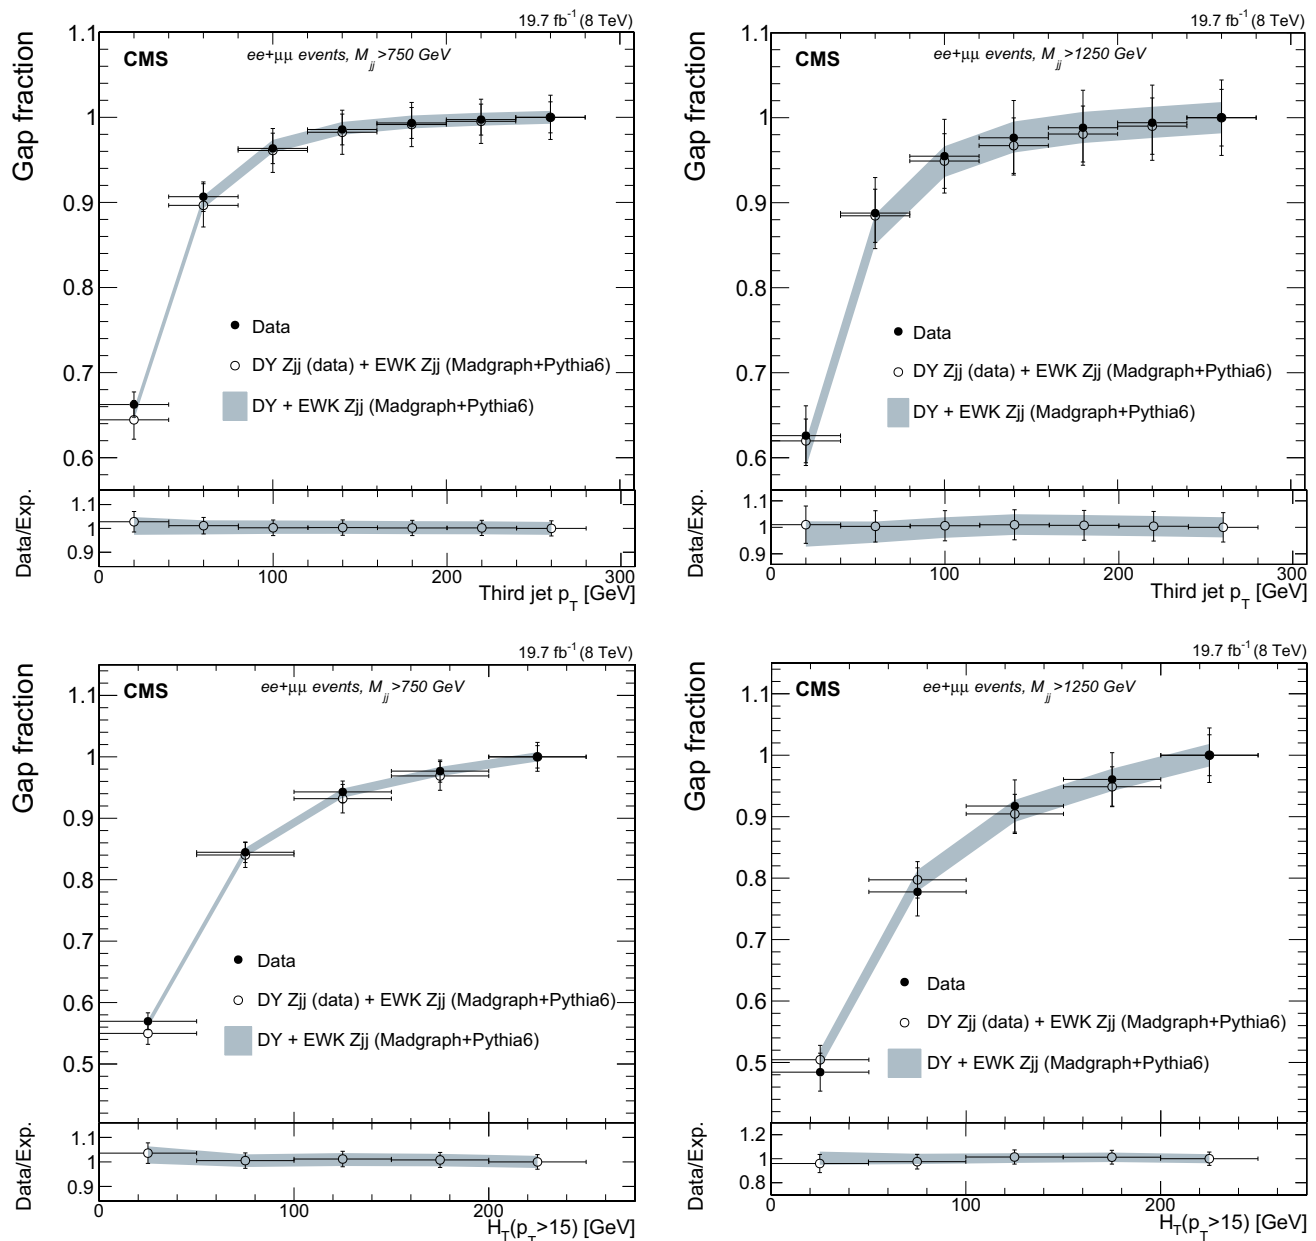 19.7 fb⁻¹ (8 TeV)
CMS
ee+μμ events, M_jj >750 GeV
Gap fraction
1.1
1
0.9
0.8
0.7
0.6
Data
DY Zjj (data) + EWK Zjj (Madgraph+Pythia6)
DY + EWK Zjj (Madgraph+Pythia6)
Data/Exp.
1.1
1
0.9
0 100 200 300
Third jet p_T [GeV]
19.7 fb⁻¹ (8 TeV)
CMS
ee+μμ events, M_jj >1250 GeV
Gap fraction
1.1
1
0.9
0.8
0.7
0.6
Data
DY Zjj (data) + EWK Zjj (Madgraph+Pythia6)
DY + EWK Zjj (Madgraph+Pythia6)
Data/Exp.
1.1
1
0.9
0 100 200 300
Third jet p_T [GeV]
19.7 fb⁻¹ (8 TeV)
CMS
ee+μμ events, M_jj >750 GeV
Gap fraction
1.1
1
0.9
0.8
0.7
0.6
0.5
Data
DY Zjj (data) + EWK Zjj (Madgraph+Pythia6)
DY + EWK Zjj (Madgraph+Pythia6)
Data/Exp.
1.1
1
0.9
0 100 200
H_T(p_T>15) [GeV]
19.7 fb⁻¹ (8 TeV)
CMS
ee+μμ events, M_jj >1250 GeV
Gap fraction
1.1
1
0.9
0.8
0.7
0.6
0.5
Data
DY Zjj (data) + EWK Zjj (Madgraph+Pythia6)
DY + EWK Zjj (Madgraph+Pythia6)
Data/Exp.
1.2
1
0.8
0 100 200
H_T(p_T>15) [GeV]